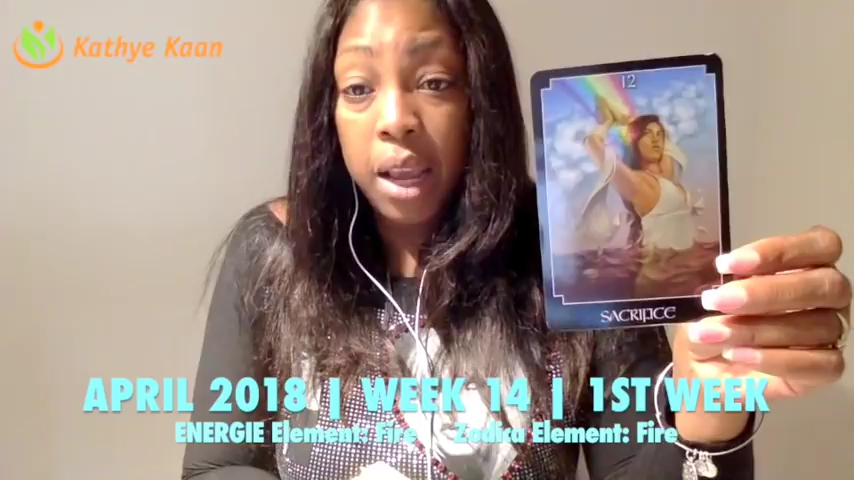 Kathye Kaan
12
SACRIFICE
APRIL 2018 | WEEK 14 | 1ST WEEK
ENERGIE Element: Fire Zodica Element: Fire